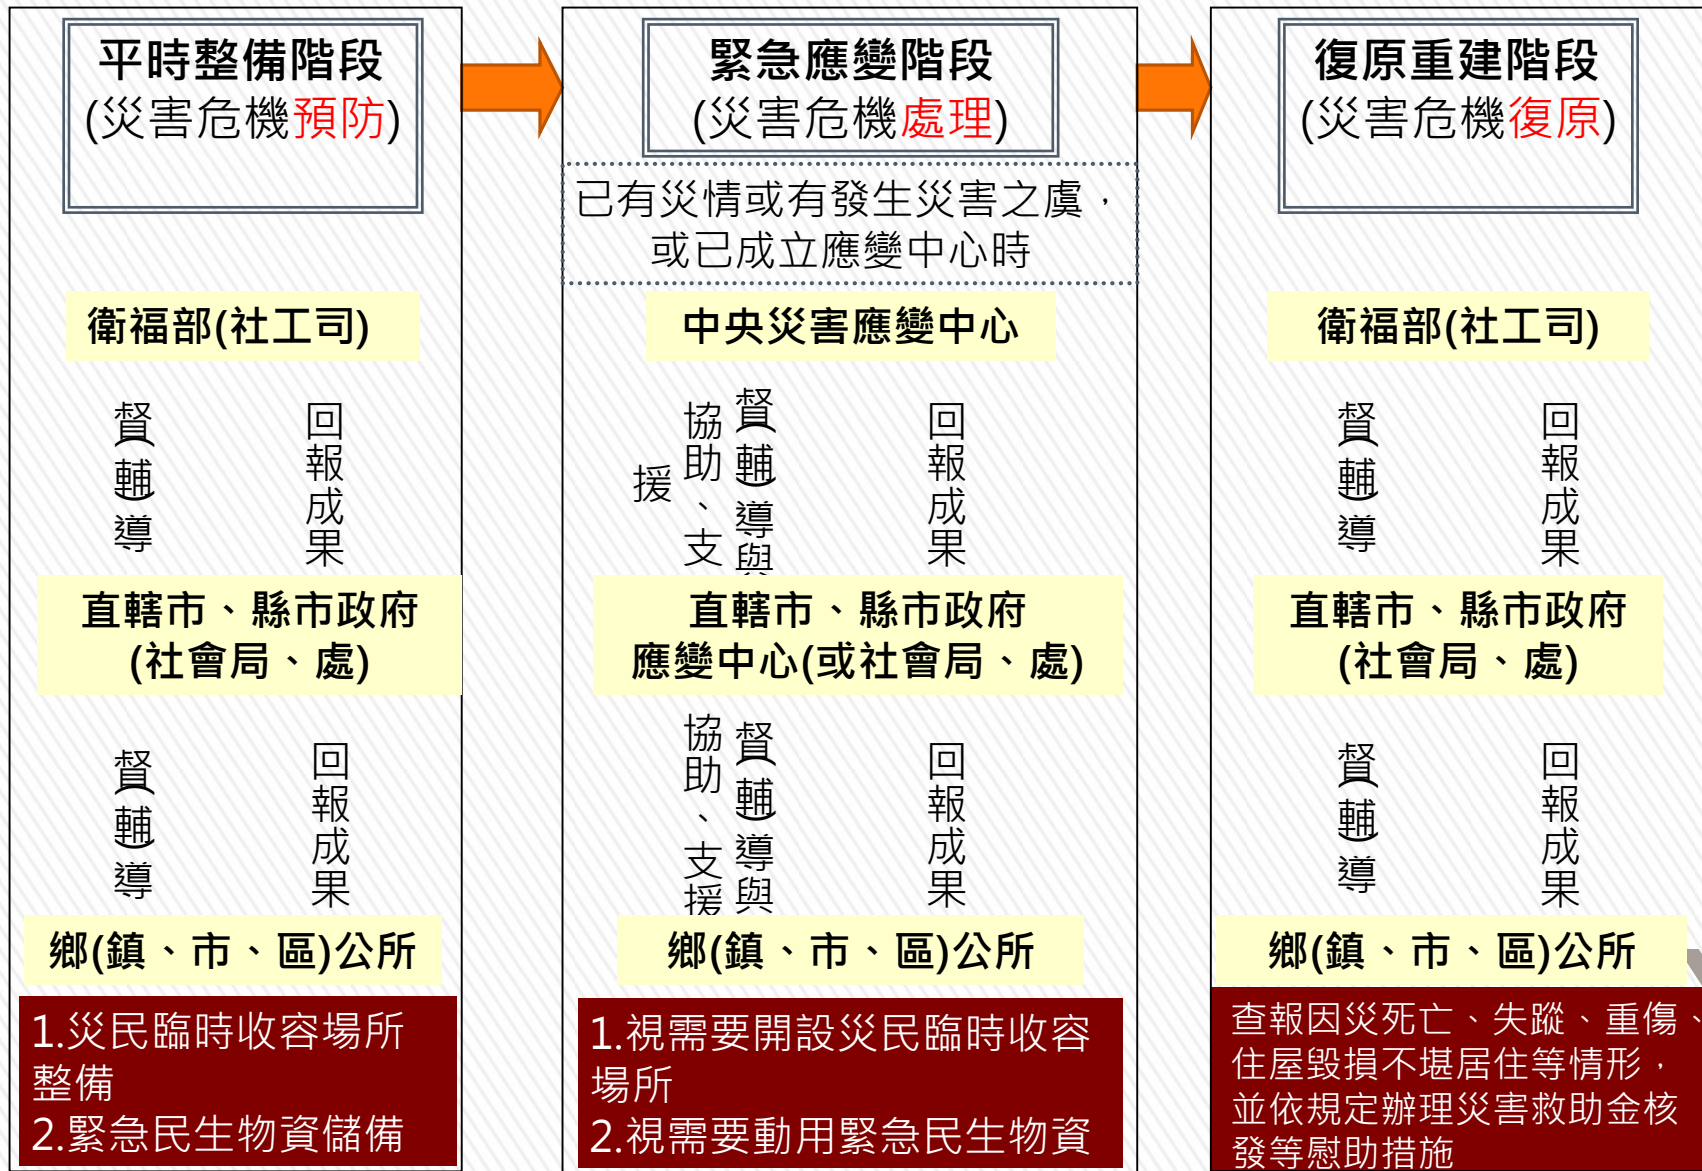 平時整備階段
(災害危機預防)
衛福部(社工司)
督(輔)導
回報成果
直轄市、縣市政府
(社會局、處)
督(輔)導
回報成果
鄉(鎮、市、區)公所
1.災民臨時收容場所
整備
2.緊急民生物資儲備
緊急應變階段
(災害危機處理)
已有災情或有發生災害之虞，
或已成立應變中心時
中央災害應變中心
督(輔)導與
協助、支
援
回報成果
直轄市、縣市政府
應變中心(或社會局、處)
督(輔)導與
協助、支援
回報成果
鄉(鎮、市、區)公所
1.視需要開設災民臨時收容
場所
2.視需要動用緊急民生物資
復原重建階段
(災害危機復原)
衛福部(社工司)
督(輔)導
回報成果
直轄市、縣市政府
(社會局、處)
督(輔)導
回報成果
鄉(鎮、市、區)公所
查報因災死亡、失蹤、重傷、
住屋毀損不堪居住等情形，
並依規定辦理災害救助金核
發等慰助措施